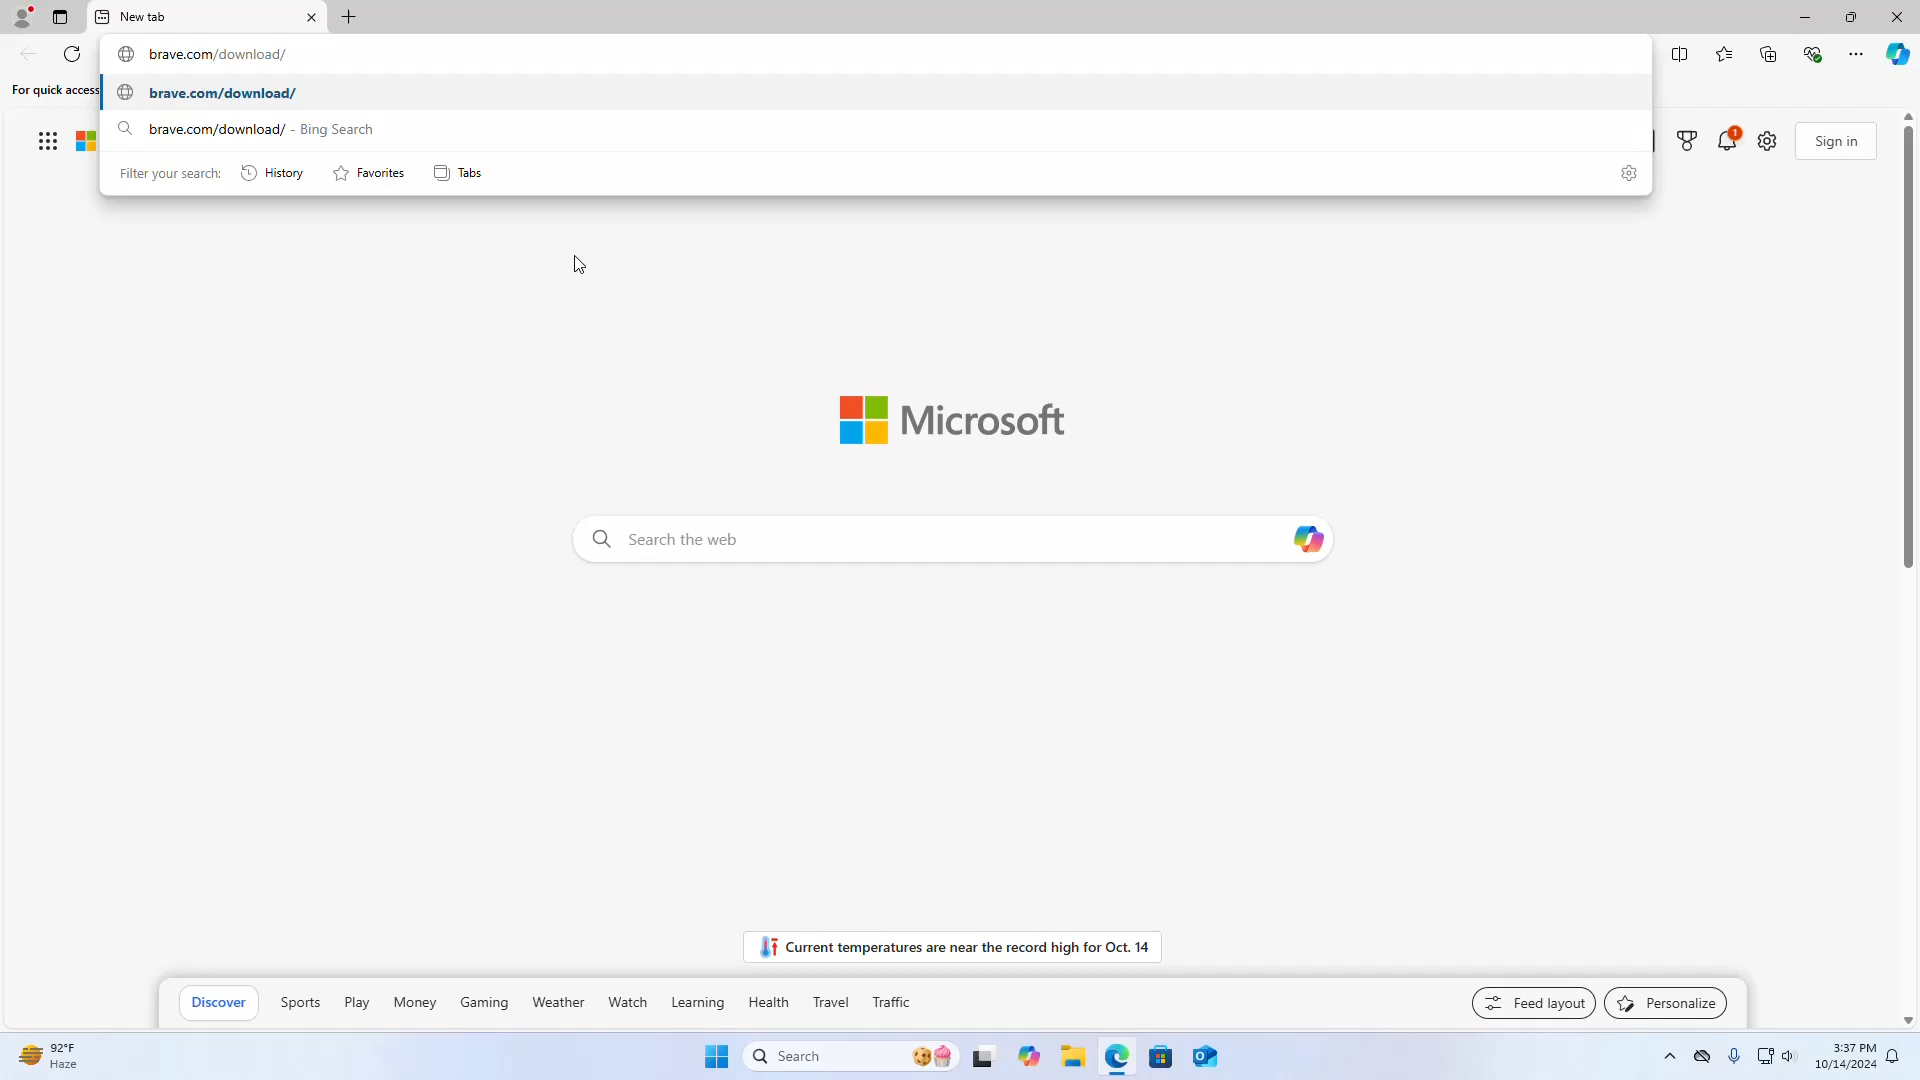 New tab
brave.com/download/
For quick access
brave.com/download/
brave.com/download/ - Bing Search
Filter your search:
History
Favorites
Tabs
1
Sign in
Microsoft
Search the web
Current temperatures are near the record high for Oct. 14
Discover
Sports
Play
Money
Gaming
Weather
Watch
Learning
Health
Travel
Traffic
Feed layout
Personalize
92°F
Haze
Search
3:37 PM
10/14/2024